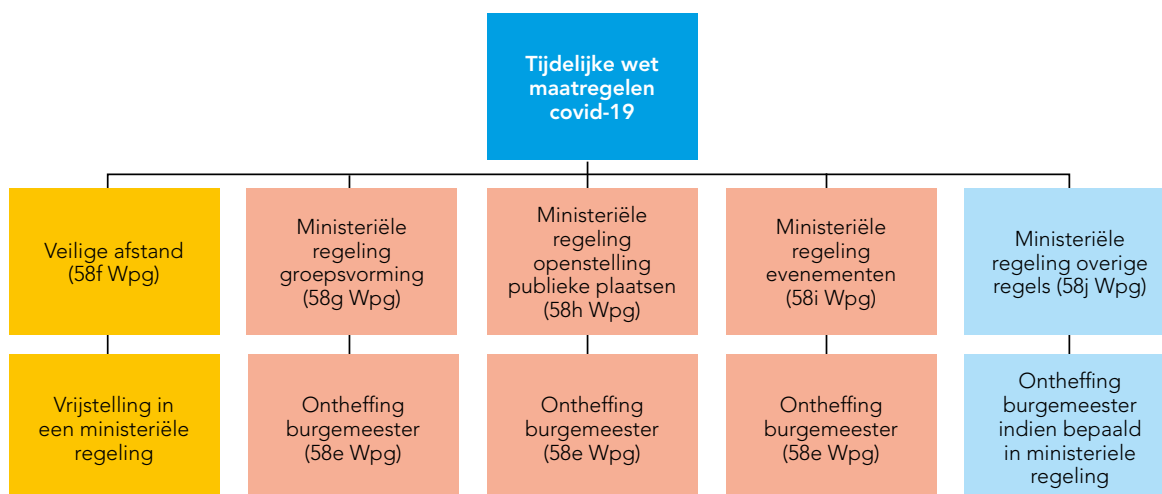 Tijdelijke wet
maatregelen
covid-19
Veilige afstand
(58f Wpg)
Ministeriële
regeling
groepsvorming
(58g Wpg)
Ministeriële
regeling
openstelling
publieke plaatsen
(58h Wpg)
Ministeriële
regeling
evenementen
(58i Wpg)
Ministeriële
regeling overige
regels (58j Wpg)
Vrijstelling in
een ministeriële
regeling
Ontheffing
burgemeester
(58e Wpg)
Ontheffing
burgemeester
(58e Wpg)
Ontheffing
burgemeester
(58e Wpg)
Ontheffing
burgemeester
indien bepaald
in ministeriele
regeling